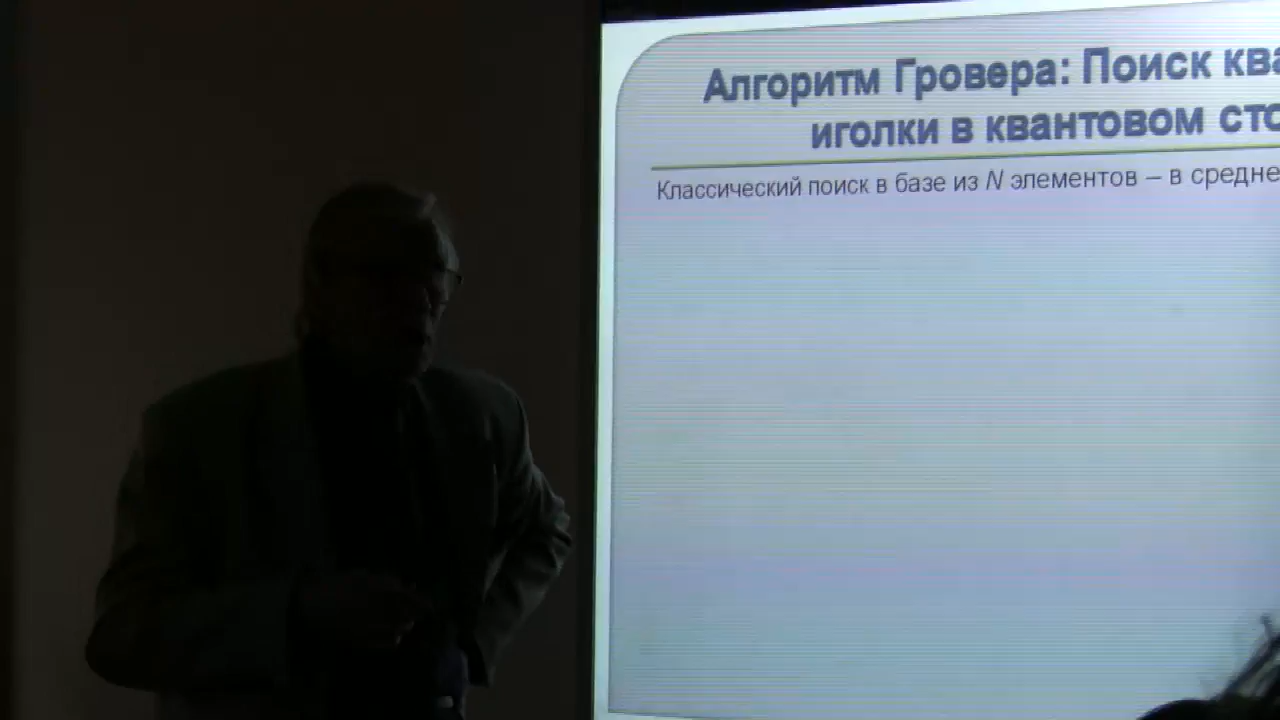 Алгоритм Гровера: Поиск ква
иголки в квантовом сто
Классический поиск в базе из N элементов – в средне